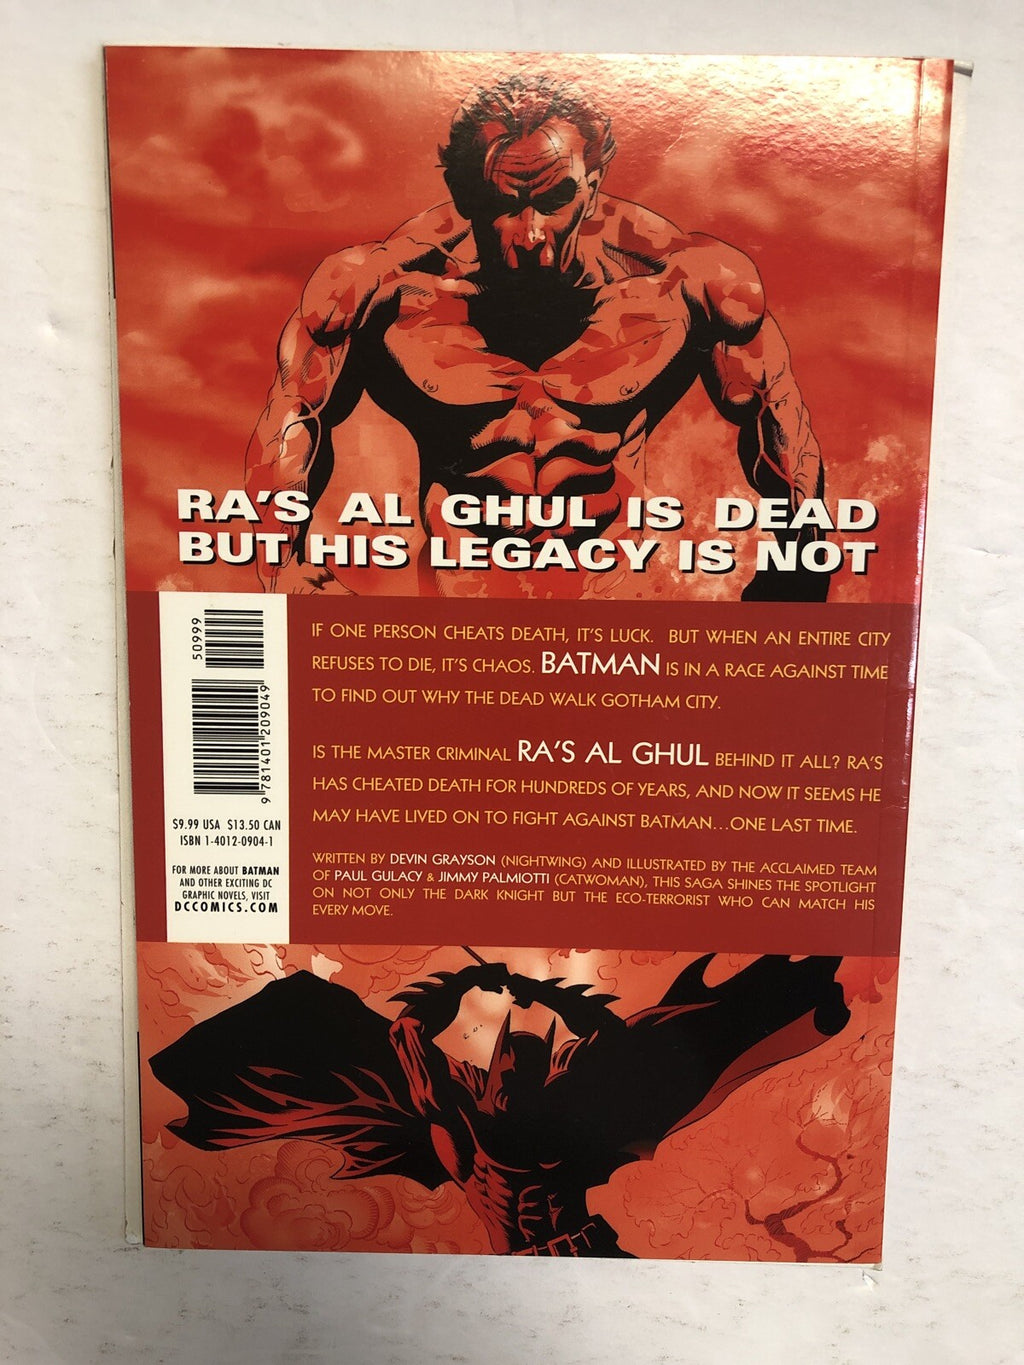 RA'S AL GHUL IS DEAD
BUT HIS LEGACY IS NOT
50999
9781401209049
$9.99 USA $13.50 CAN
ISBN 1-4012-0904-1
FOR MORE ABOUT BATMAN
AND OTHER EXCITING DC
GRAPHIC NOVELS, VISIT
DCCOMICS.COM
IF ONE PERSON CHEATS DEATH, IT'S LUCK. BUT WHEN AN ENTIRE CITY
REFUSES TO DIE, IT'S CHAOS. BATMAN IS IN A RACE AGAINST TIME
TO FIND OUT WHY THE DEAD WALK GOTHAM CITY.
IS THE MASTER CRIMINAL RA'S AL GHUL BEHIND IT ALL? RA'S
HAS CHEATED DEATH FOR HUNDREDS OF YEARS, AND NOW IT SEEMS HE
MAY HAVE LIVED ON TO FIGHT AGAINST BATMAN...ONE LAST TIME.
WRITTEN BY DEVIN GRAYSON (NIGHTWING) AND ILLUSTRATED BY THE ACCLAIMED TEAM
OF PAUL GULACY & JIMMY PALMIOTTI (CATWOMAN), THIS SAGA SHINES THE SPOTLIGHT
ON NOT ONLY THE DARK KNIGHT BUT THE ECO-TERRORIST WHO CAN MATCH HIS
EVERY MOVE.